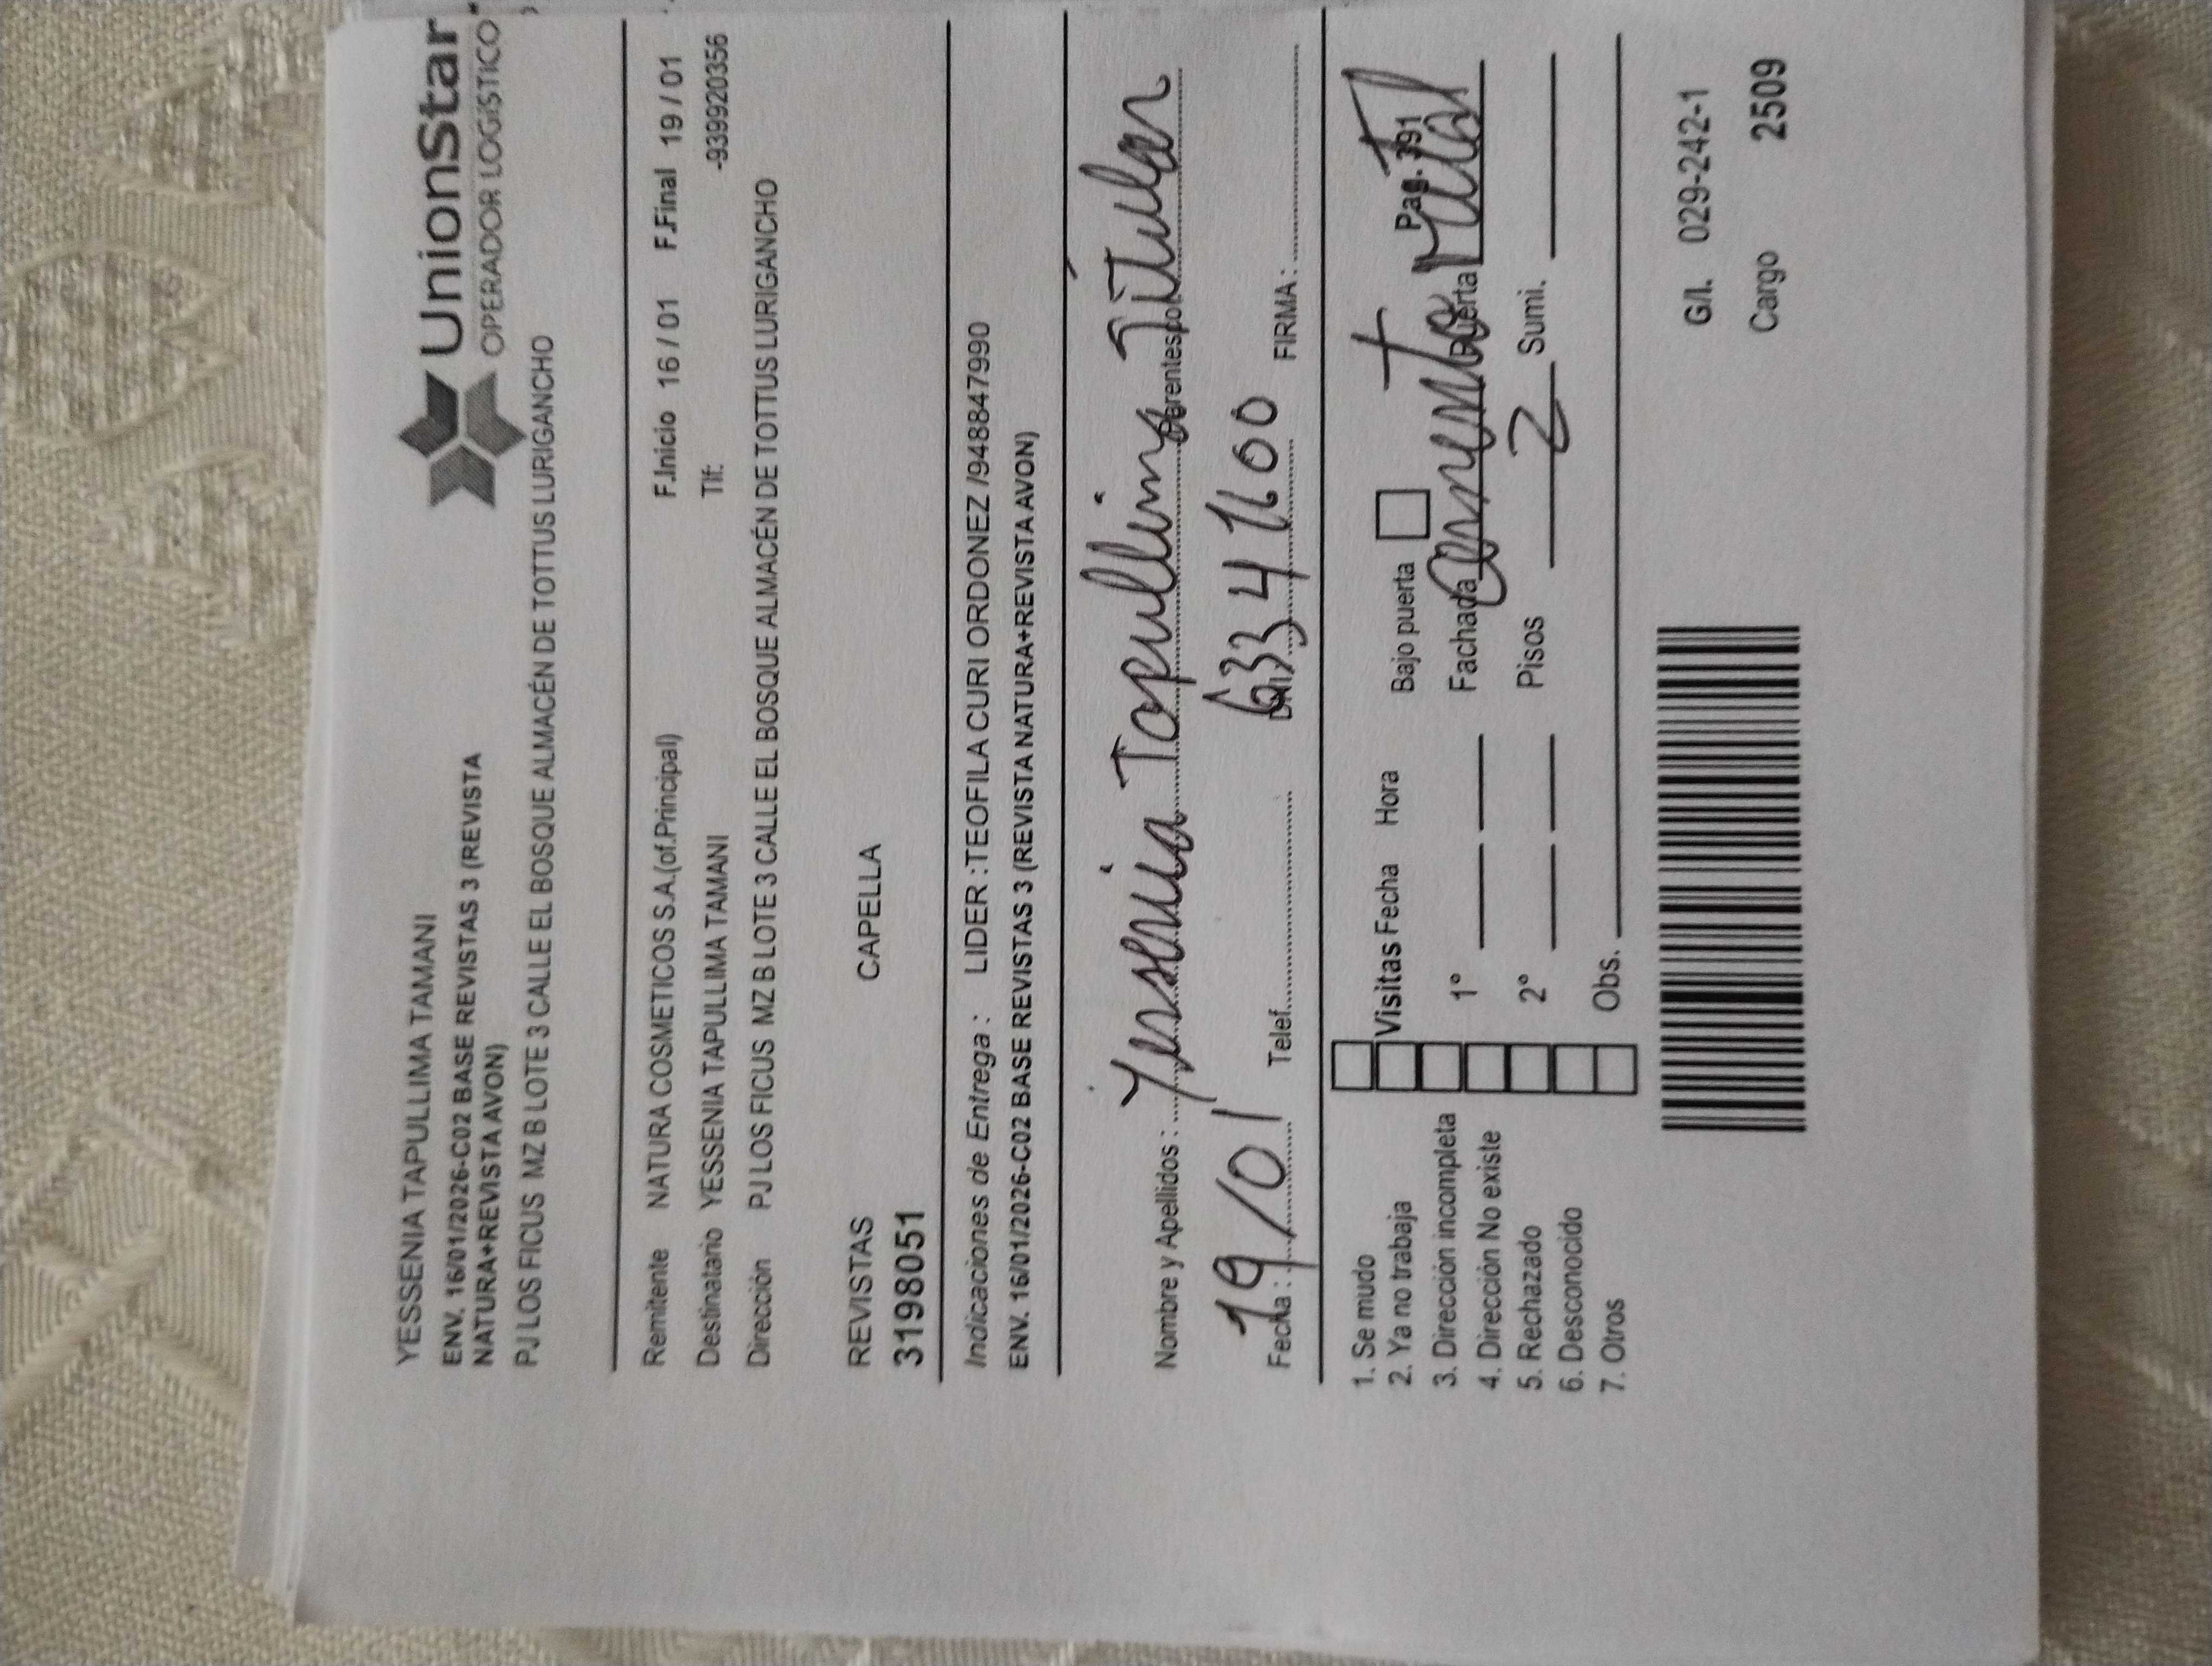 UnionStar
OPERADOR LOGÍSTICO
YESSENIA TAPULLIMA TAMANI
ENV. 16/01/2026-C02 BASE REVISTAS 3 (REVISTA
NATURA+REVISTA AVON)
PJ LOS FICUS MZ B LOTE 3 CALLE EL BOSQUE ALMACÉN DE TOTTUS LURIGANCHO
Remitente NATURA COSMETICOS S.A.(of.Principal) F.Inicio 16 / 01 F.Final 19 / 01
Destinatario YESSENIA TAPULLIMA TAMANI Tlf: -939920356
Dirección PJ LOS FICUS MZ B LOTE 3 CALLE EL BOSQUE ALMACÉN DE TOTTUS LURIGANCHO
REVISTAS CAPELLA
3198051
Indicaciones de Entrega : LIDER :TEOFILA CURI ORDONEZ /948847990
ENV. 16/01/2026-C02 BASE REVISTAS 3 (REVISTA NATURA+REVISTA AVON)
Nombre y Apellidos : Yessenia Tapullima Titular
Fecha : 19/01 Telef. FIRMA :
1. Se mudo
2. Ya no trabaja Visitas Fecha Hora Bajo puerta Pag. 391
3. Dirección incompleta
4. Dirección No existe 1° Fachada
5. Rechazado 2° Pisos 2 Sumi.
6. Desconocido
7. Otros Obs.
G/l. 029-242-1
Cargo 2509